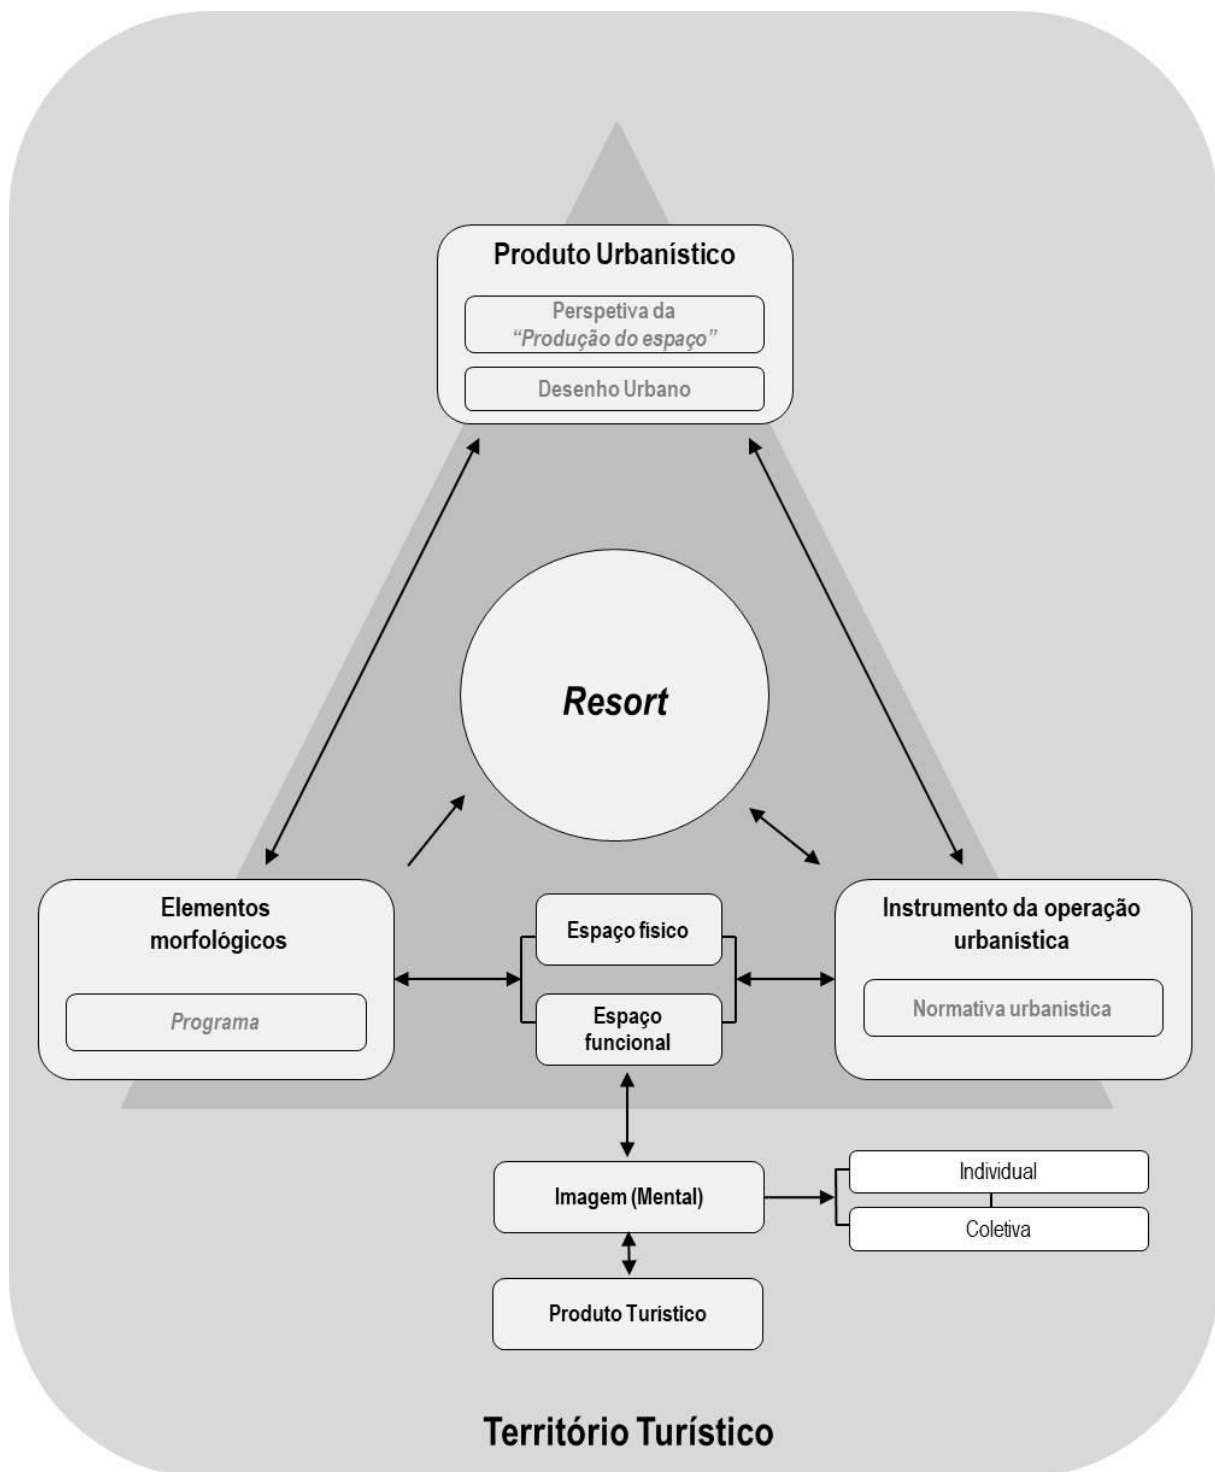 Produto Urbanístico
Perspetiva da
“Produção do espaço”
Desenho Urbano
Resort
Elementos
morfológicos
Programa
Espaço físico
Espaço
funcional
Instrumento da operação
urbanística
Normativa urbanística
Imagem (Mental)
Individual
Coletiva
Produto Turístico
Território Turístico